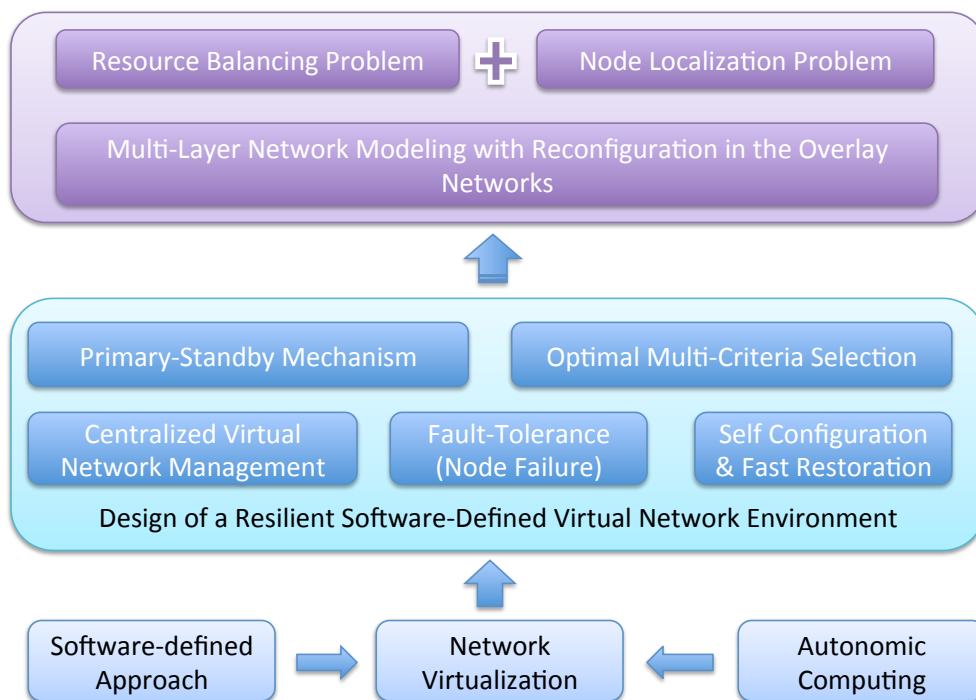 Resource Balancing Problem
Node Localization Problem
Multi-Layer Network Modeling with Reconfiguration in the Overlay
Networks
Primary-Standby Mechanism
Optimal Multi-Criteria Selection
Centralized Virtual
Network Management
Fault-Tolerance
(Node Failure)
Self Configuration
& Fast Restoration
Design of a Resilient Software-Defined Virtual Network Environment
Software-defined
Approach
Network
Virtualization
Autonomic
Computing